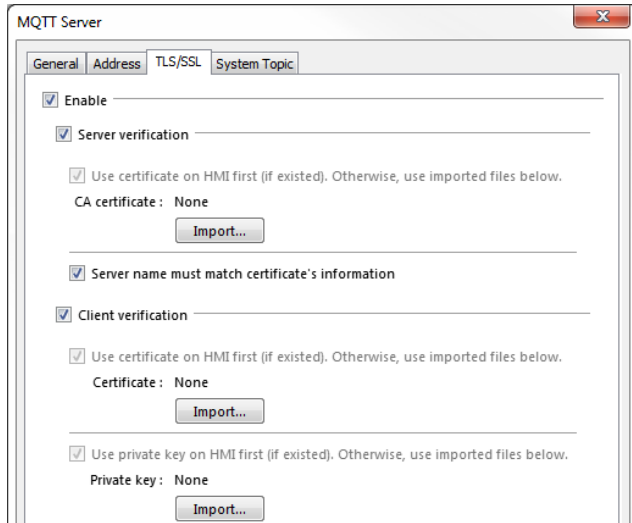 MQTT Server
General Address TLS/SSL System Topic
Enable
Server verification
Use certificate on HMI first (if existed). Otherwise, use imported files below.
CA certificate : None
Import...
Server name must match certificate's information
Client verification
Use certificate on HMI first (if existed). Otherwise, use imported files below.
Certificate : None
Import...
Use private key on HMI first (if existed). Otherwise, use imported files below.
Private key : None
Import...